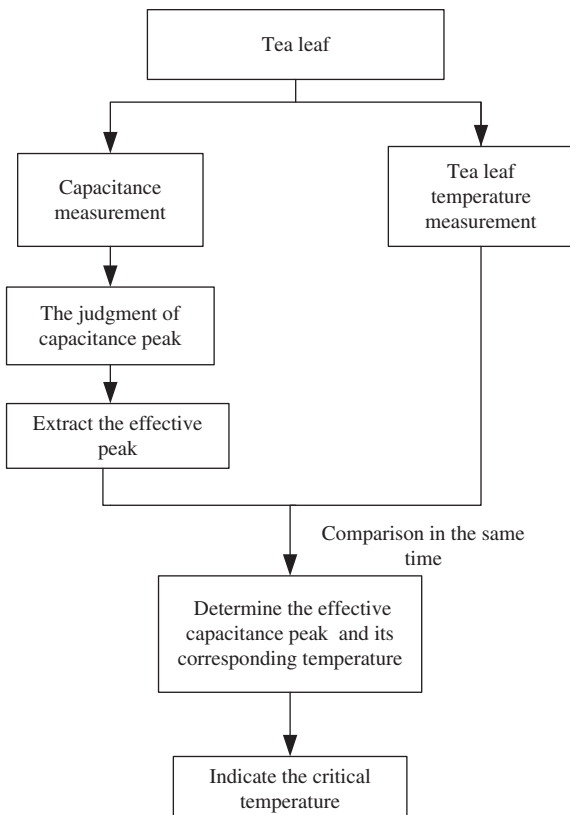 Tea leaf
Capacitance
measurement
Tea leaf
temperature
measurement
The judgment of
capacitance peak
Extract the effective
peak
Comparison in the same
time
Determine the effective
capacitance peak and its
corresponding temperature
Indicate the critical
temperature